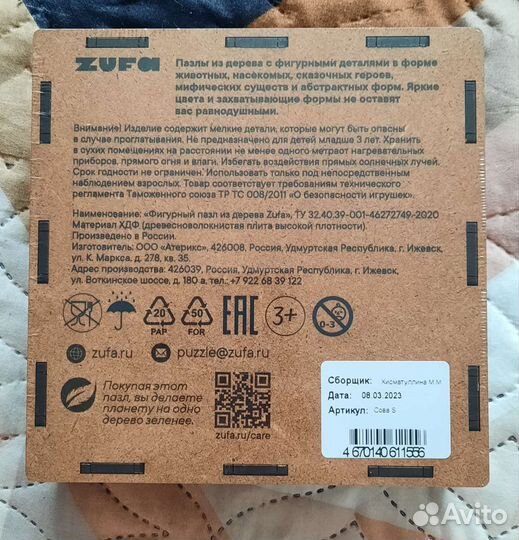 ZUFA
Пазлы из дерева с фигурными деталями в форме
животных, насекомых, сказочных героев,
мифических существ и абстрактных форм. Яркие
цвета и захватывающие формы не оставят
вас равнодушными.
Внимание! Изделие содержит мелкие детали, которые могут быть опасны
в случае проглатывания. Не предназначено для детей младше 3 лет. Хранить
в сухих помещениях на расстоянии не менее одного метраот нагревательных
приборов, прямого огня и влаги. Избегать воздействия прямых солнечных лучей.
Срок годности не ограничен. Использовать только под непосредственным
наблюдением взрослых. Товар соответствует требованиям технического
регламента Таможенного союза ТР ТС 008/2011 «О безопасности игрушек».
Наименование: «Фигурный пазл из дерева Zufa», ТУ 32.40.39-001-46272749-2020
Материал ХДФ (древесноволокнистая плита высокой плотности).
Произведено в России.
Изготовитель: ООО «Атерикс», 426008, Россия, Удмуртская Республика, г. Ижевск,
ул. К. Маркса, д. 278, кв. 35.
Адрес производства: 426039, Россия, Удмуртская Республика, г. Ижевск,
ул. Воткинское шоссе, д. 180 а, тел.: +7 922 68 39 122
20
PAP
50
FOR
EAC
3+
0-3
zufa.ru
puzzle@zufa.ru
Покупая этот
пазл, вы делаете
планету на одно
дерево зеленее.
zufa.ru/care
Сборщик: Кисматуллина М.М
Дата: 08.03.2023
Артикул: Сова S
4 670140 611556
Avito